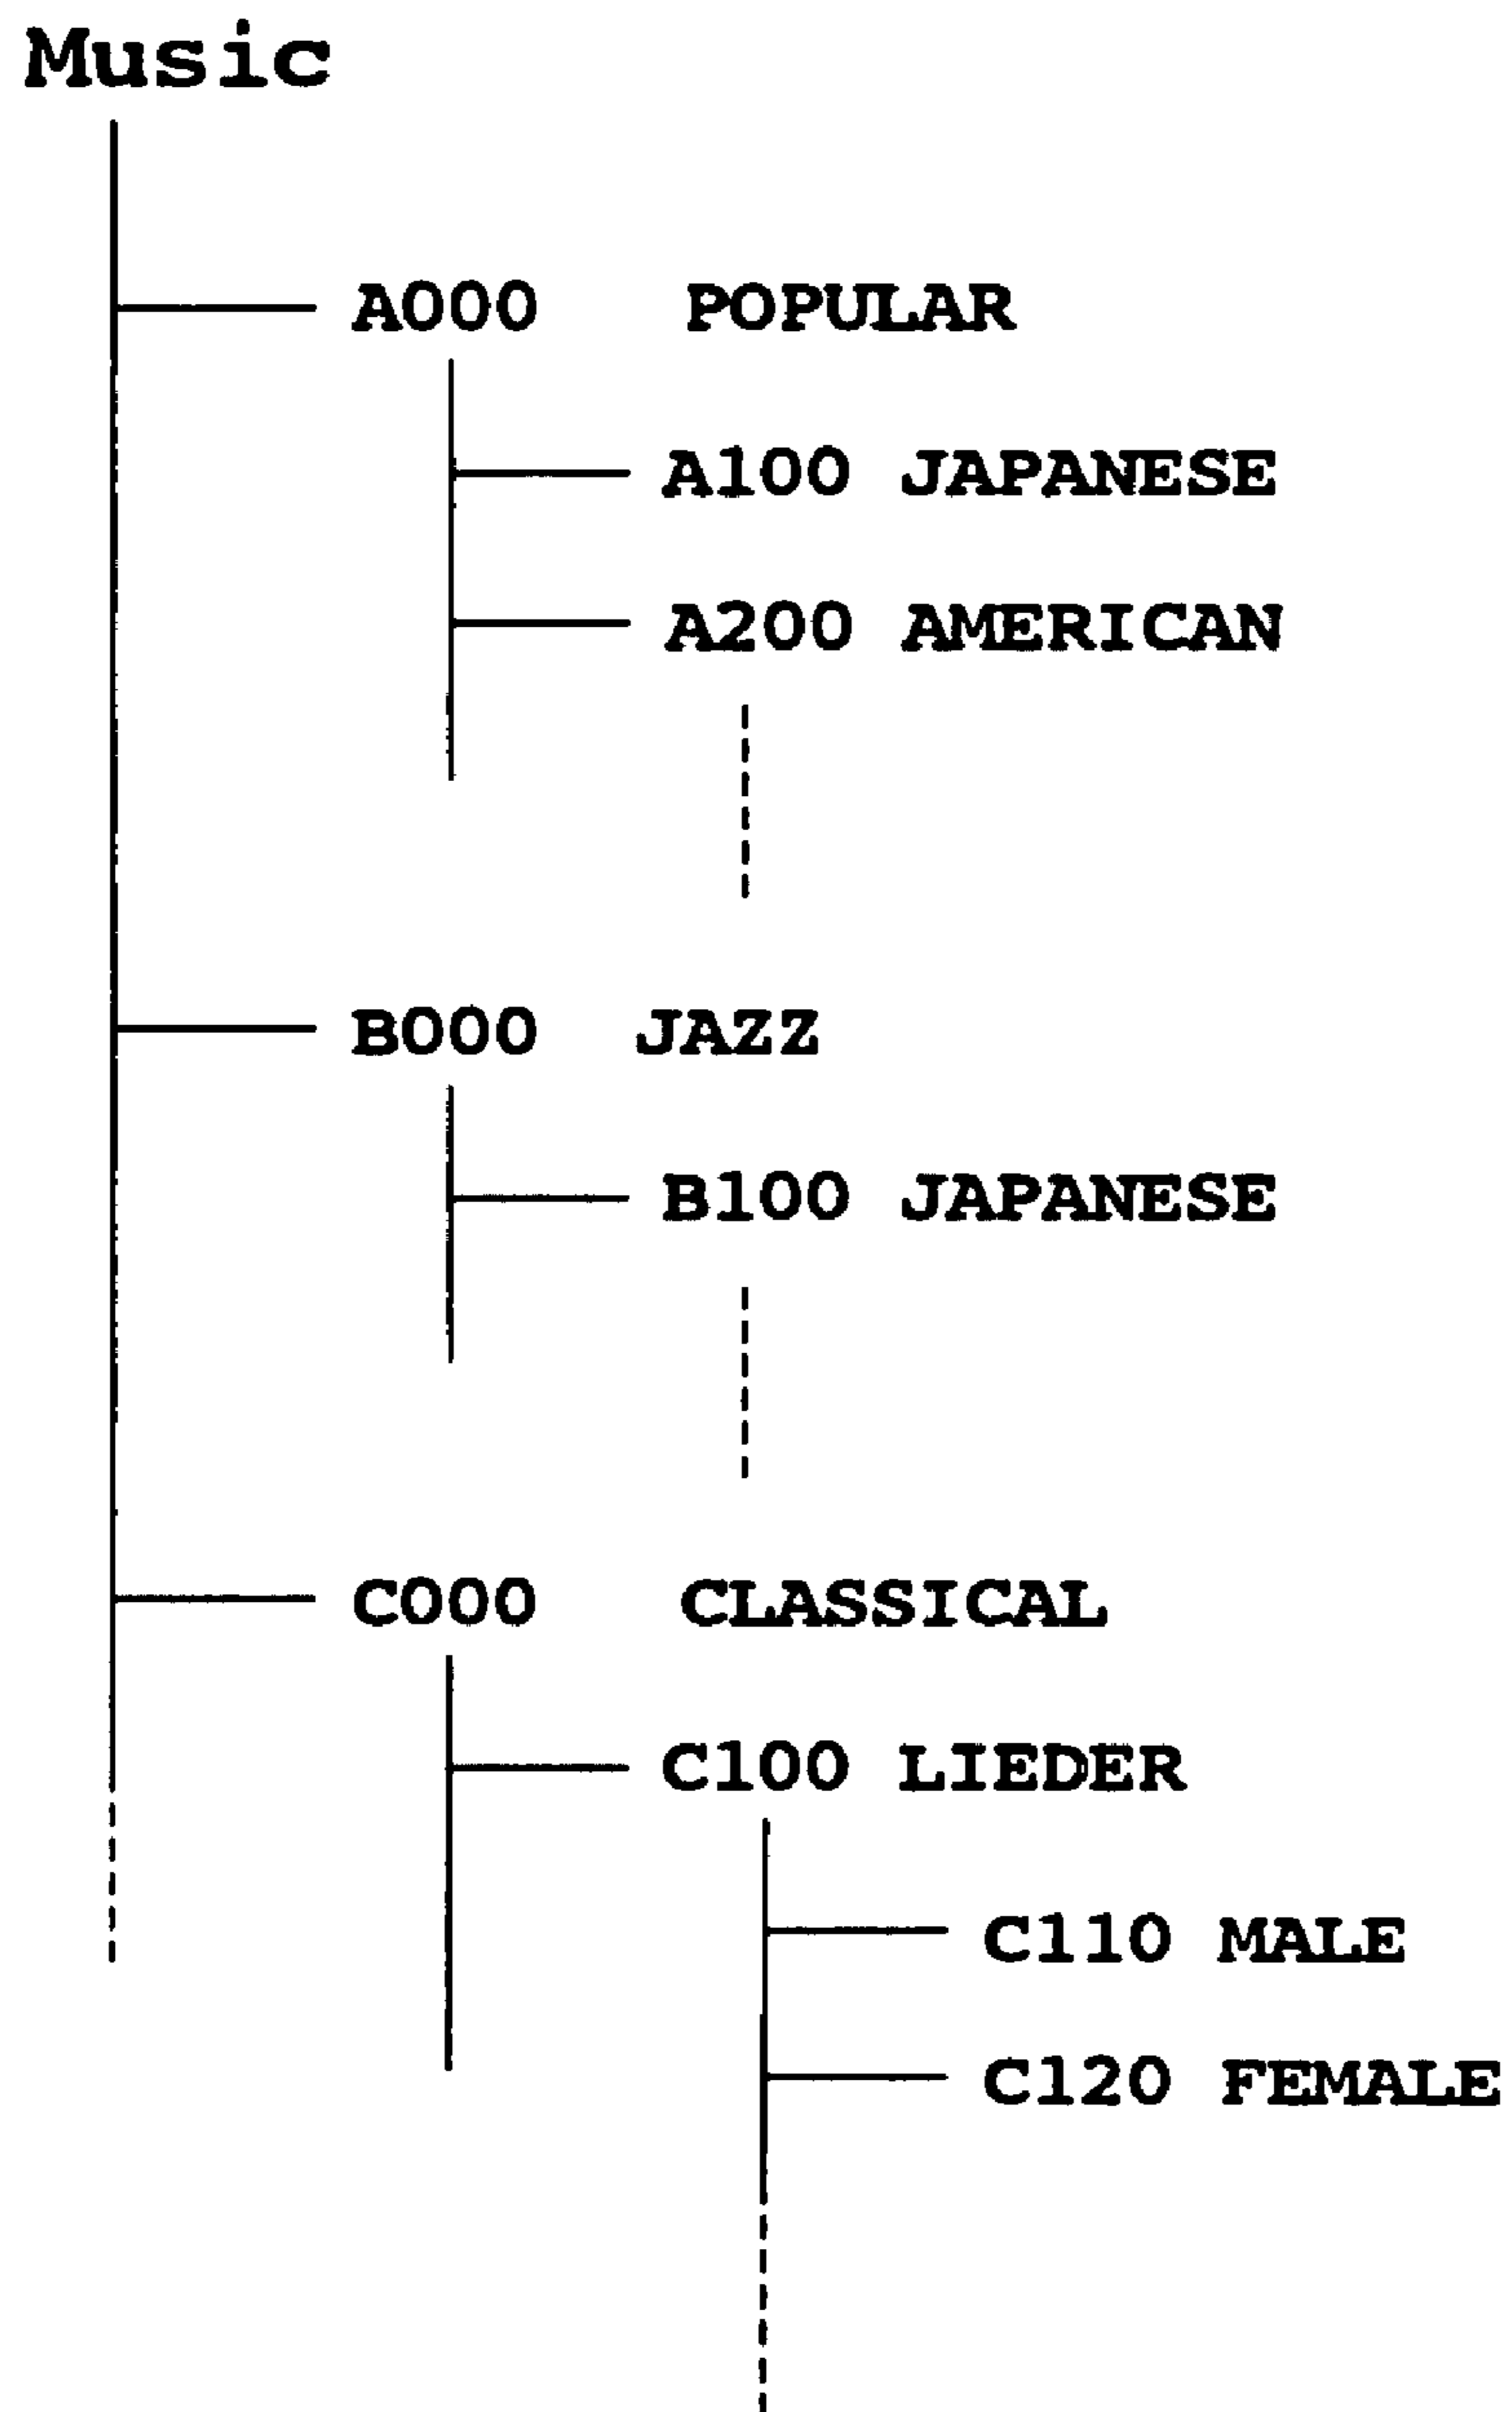 Music
A000 POPULAR
A100 JAPANESE
A200 AMERICAN
B000 JAZZ
B100 JAPANESE
C000 CLASSICAL
C100 LIEDER
C110 MALE
C120 FEMALE